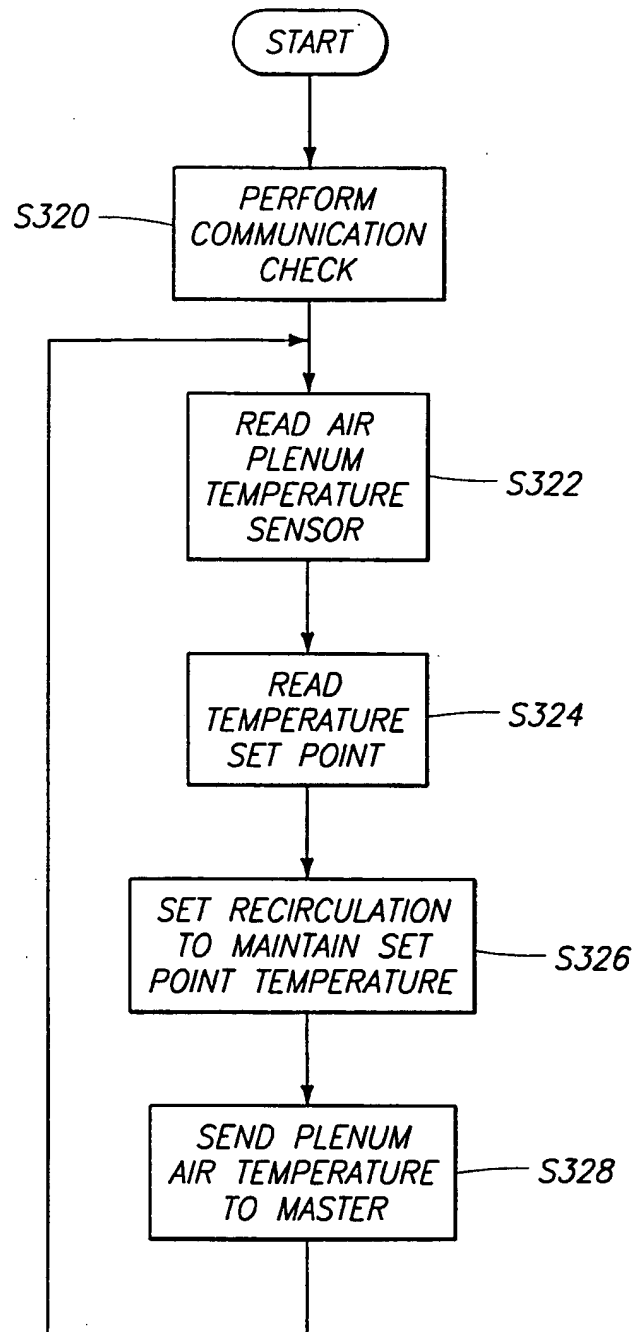 START
S320
PERFORM
COMMUNICATION
CHECK
READ AIR
PLENUM
TEMPERATURE
SENSOR
S322
READ
TEMPERATURE
SET POINT
S324
SET RECIRCULATION
TO MAINTAIN SET
POINT TEMPERATURE
S326
SEND PLENUM
AIR TEMPERATURE
TO MASTER
S328